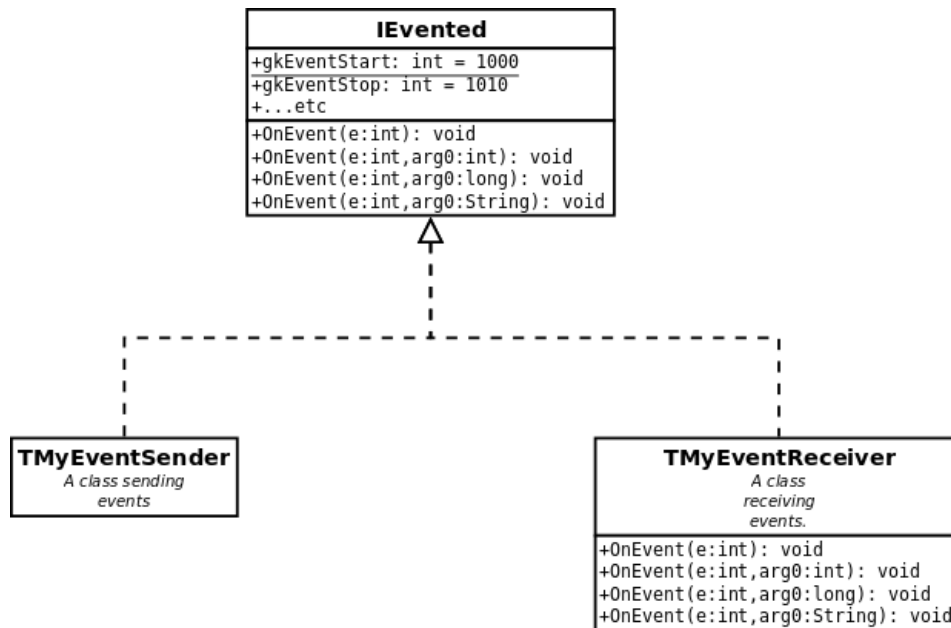 IEvented
+gkEventStart: int = 1000
+gkEventStop: int = 1010
+...etc
+OnEvent(e:int): void
+OnEvent(e:int,arg0:int): void
+OnEvent(e:int,arg0:long): void
+OnEvent(e:int,arg0:String): void
TMyEventSender
A class sending
events
TMyEventReceiver
A class
receiving
events.
+OnEvent(e:int): void
+OnEvent(e:int,arg0:int): void
+OnEvent(e:int,arg0:long): void
+OnEvent(e:int,arg0:String): void